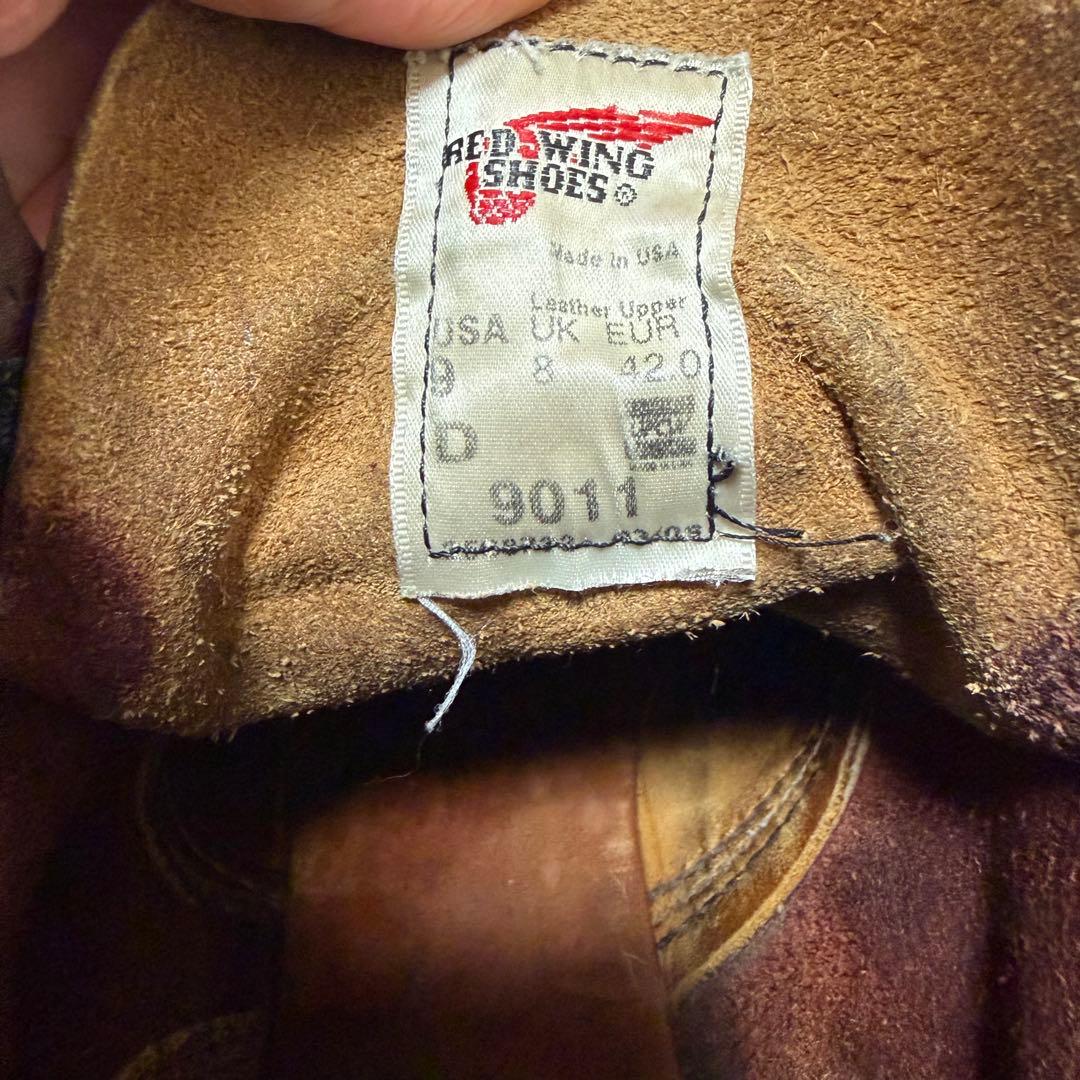 RED WING
SHOES®
Made in USA
Leather Upper
USA UK EUR
9 8 42.0
D
9011